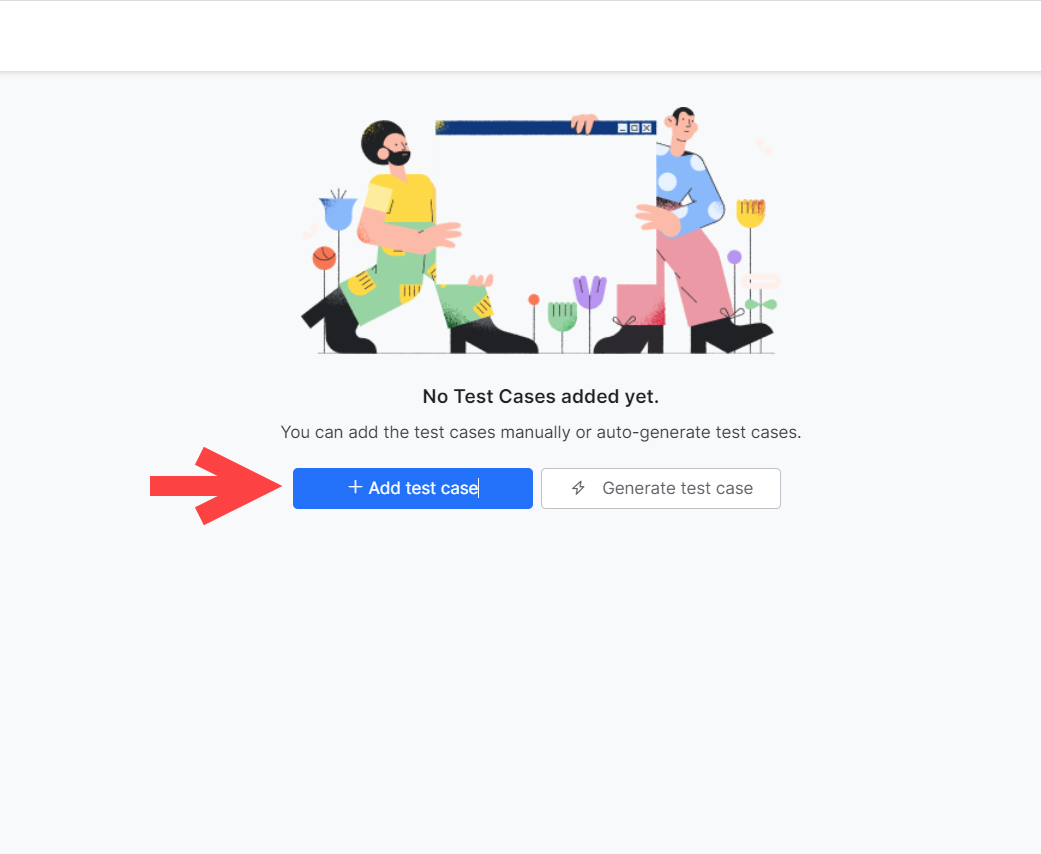 No Test Cases added yet.
You can add the test cases manually or auto-generate test cases.
+ Add test case
Generate test case